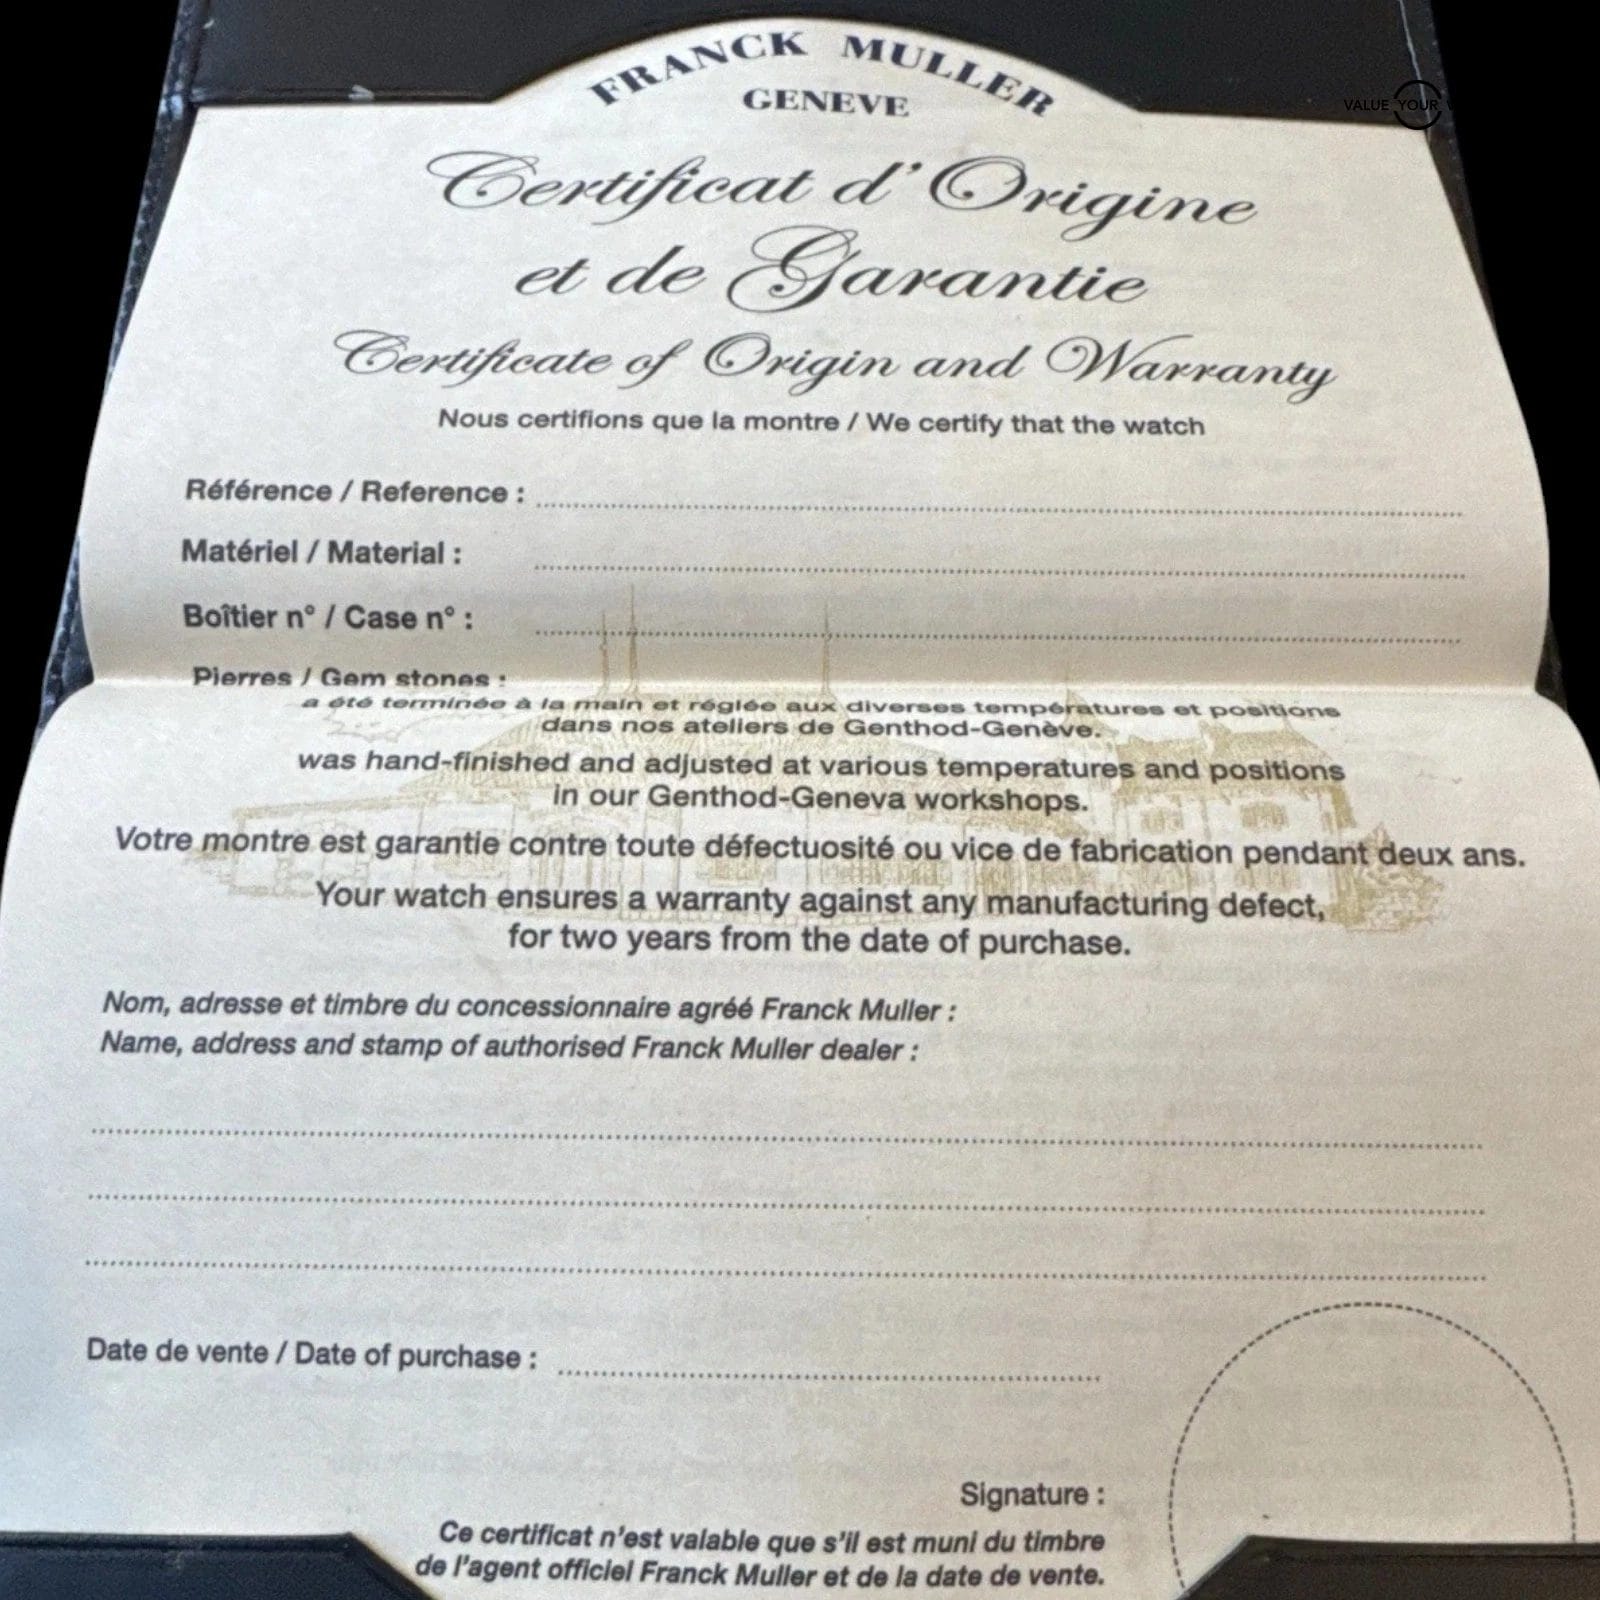 FRANCK MULLER
GENEVE
VALUE YOUR
Certificat d'Origine
et de Garantie
Certificate of Origin and Warranty
Nous certifions que la montre / We certify that the watch
Référence / Reference :
Matériel / Material :
Boîtier n° / Case n° :
Pierres / Gem stones :
a été terminée à la main et réglée aux diverses températures et positions
dans nos ateliers de Genthod-Genève.
was hand-finished and adjusted at various temperatures and positions
in our Genthod-Geneva workshops.
Votre montre est garantie contre toute défectuosité ou vice de fabrication pendant deux ans.
Your watch ensures a warranty against any manufacturing defect,
for two years from the date of purchase.
Nom, adresse et timbre du concessionnaire agréé Franck Muller :
Name, address and stamp of authorised Franck Muller dealer :
Date de vente / Date of purchase :
Signature :
Ce certificat n'est valable que s'il est muni du timbre
de l'agent officiel Franck Muller et de la date de vente.